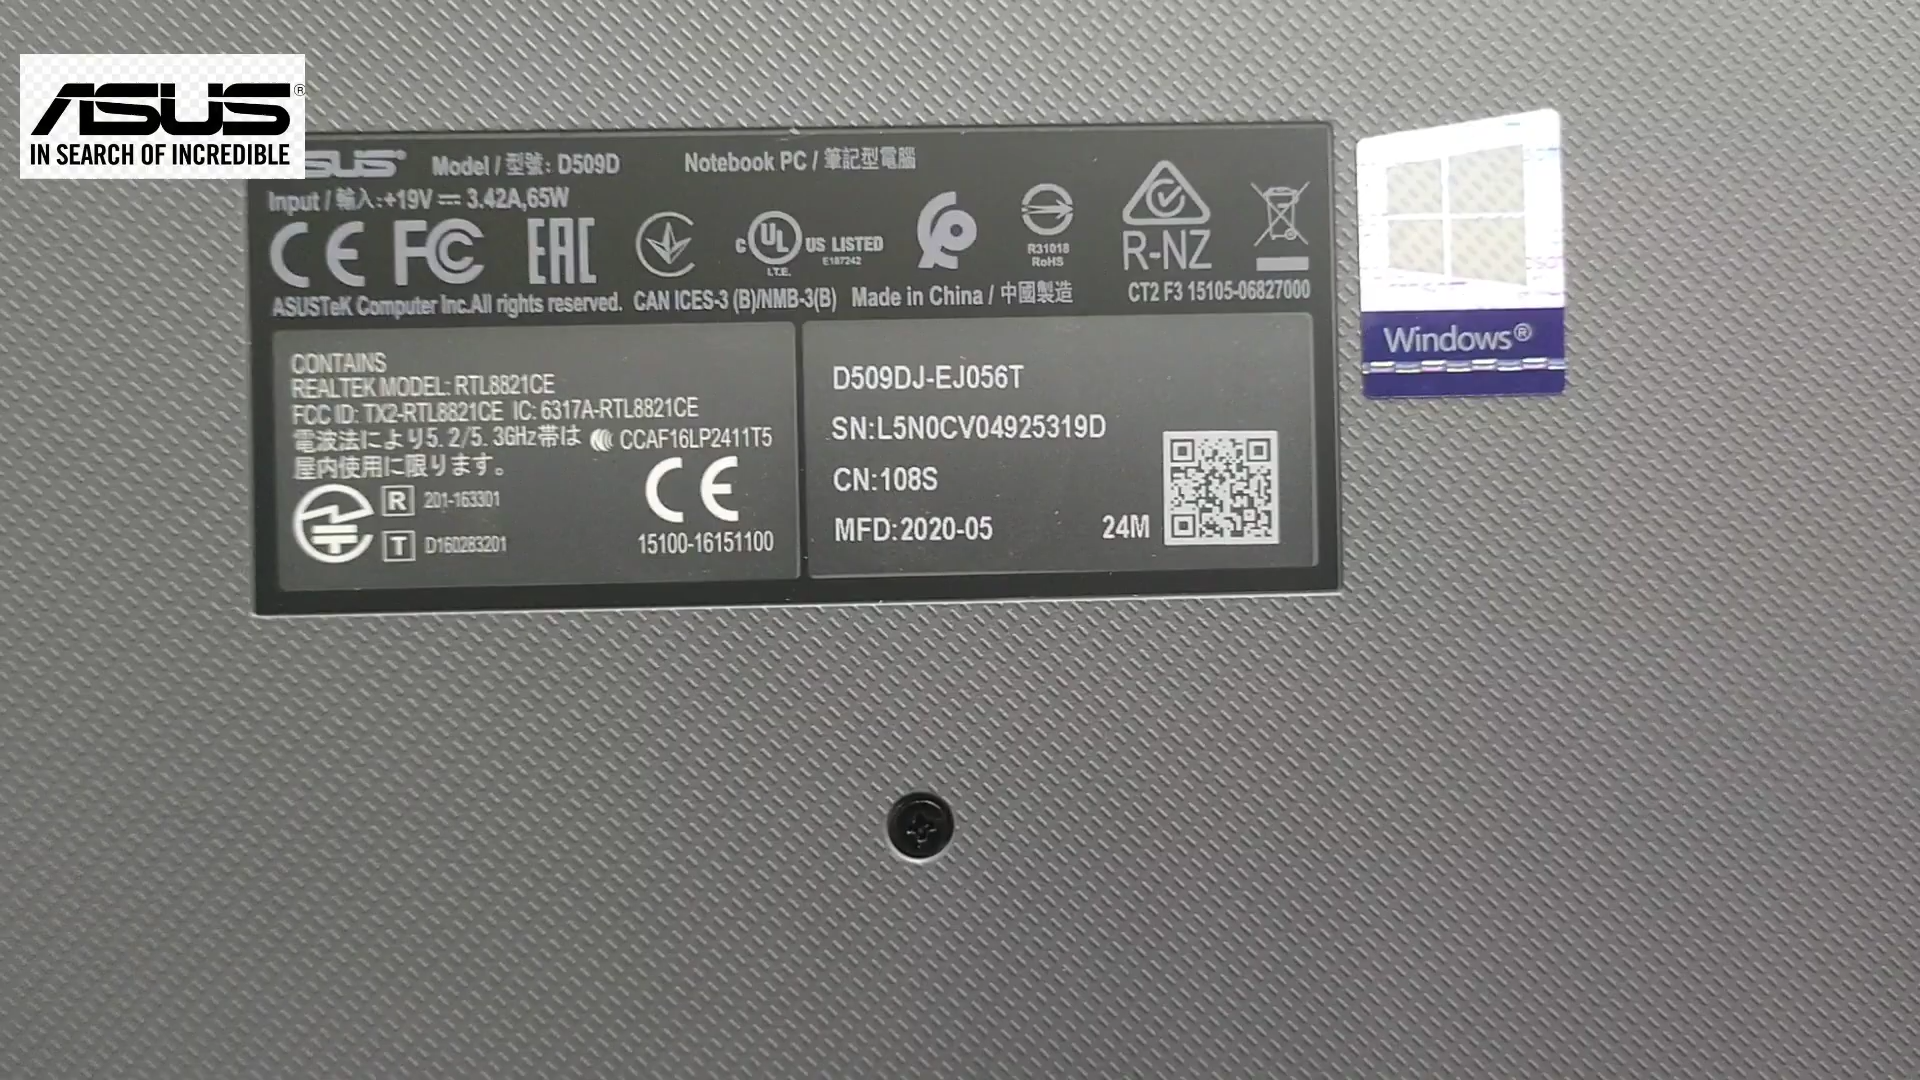 ASUS®
IN SEARCH OF INCREDIBLE
Model / 型號: D509D
Notebook PC / 筆記型電腦
Input / 輸入:+19V ⎓ 3.42A,65W
CE FC EAC
c UL US LISTED
I.T.E.
E187242
R31018
RoHS
R-NZ
ASUSTeK Computer Inc.All rights reserved. CAN ICES-3 (B)/NMB-3(B) Made in China / 中國製造
CT2 F3 15105-06827000
CONTAINS
REALTEK MODEL: RTL8821CE
FCC ID: TX2-RTL8821CE IC: 6317A-RTL8821CE
電波法により5.2/5.3GHz帯は
CCAF16LP2411T5
屋内使用に限ります。
R 201-163301
T D160283201
CE
15100-16151100
D509DJ-EJ056T
SN:L5N0CV04925319D
CN:108S
MFD:2020-05
24M
Windows®